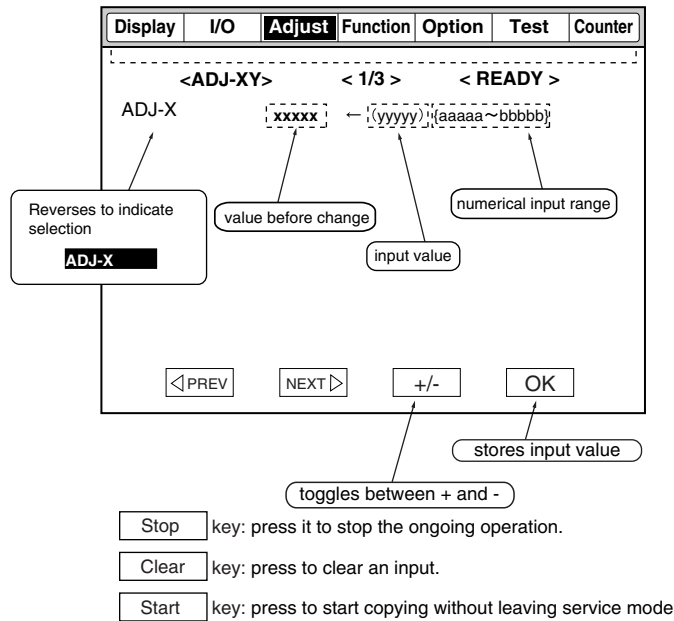 Display I/O Adjust Function Option Test Counter
<ADJ-XY> < 1/3 > < READY >
ADJ-X xxxxx ← (yyyyy) {aaaaa~bbbbb}
Reverses to indicate
selection
ADJ-X
value before change
numerical input range
input value
PREV NEXT +/- OK
stores input value
toggles between + and -
Stop key: press it to stop the ongoing operation.
Clear key: press to clear an input.
Start key: press to start copying without leaving service mode